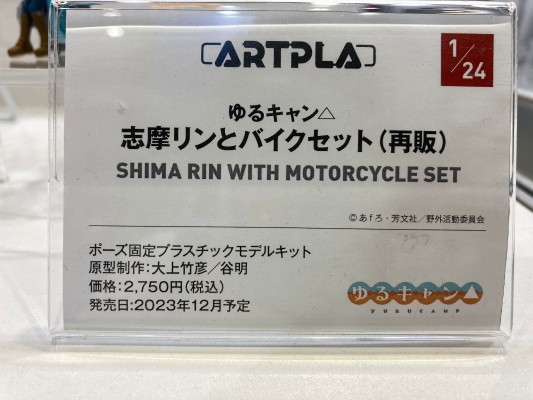 ARTPLA
1/24
ゆるキャン△
志摩リンとバイクセット(再販)
SHIMA RIN WITH MOTORCYCLE SET
©あfろ・芳文社/野外活動委員会
ポーズ固定プラスチックモデルキット
原型制作:大上竹彦/谷明
価格:2,750円(税込)
発売日:2023年12月予定
ゆるキャン△
YURUCAMP